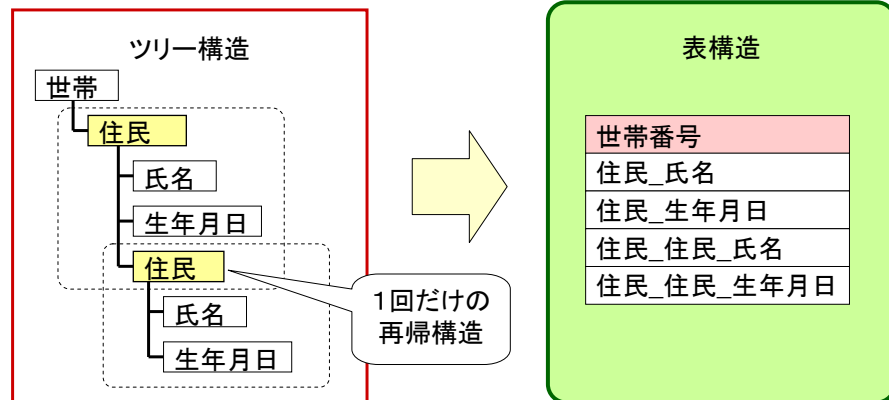 ツリー構造
世帯
住民
氏名
生年月日
住民
氏名
生年月日
1回だけの
再帰構造
表構造
世帯番号
住民_氏名
住民_生年月日
住民_住民_氏名
住民_住民_生年月日